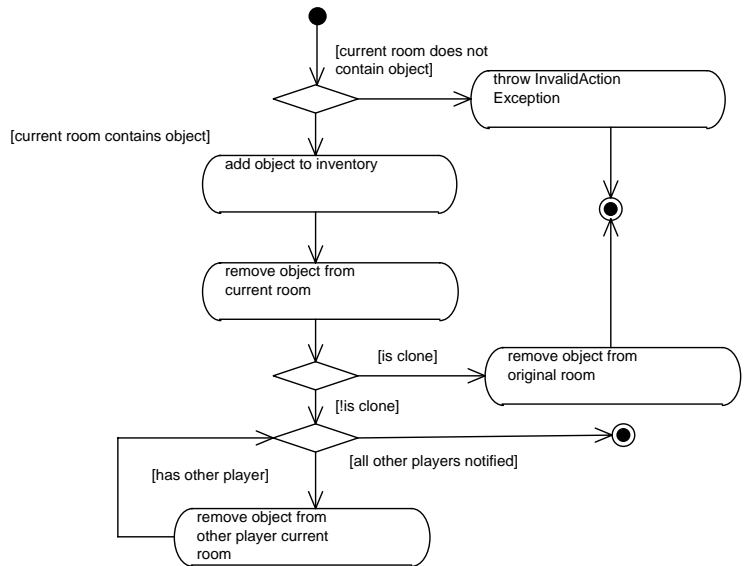 [current room does not
contain object]
throw InvalidAction
Exception
[current room contains object]
add object to inventory
remove object from
current room
[is clone]
remove object from
original room
[!is clone]
[has other player]
[all other players notified]
remove object from
other player current
room